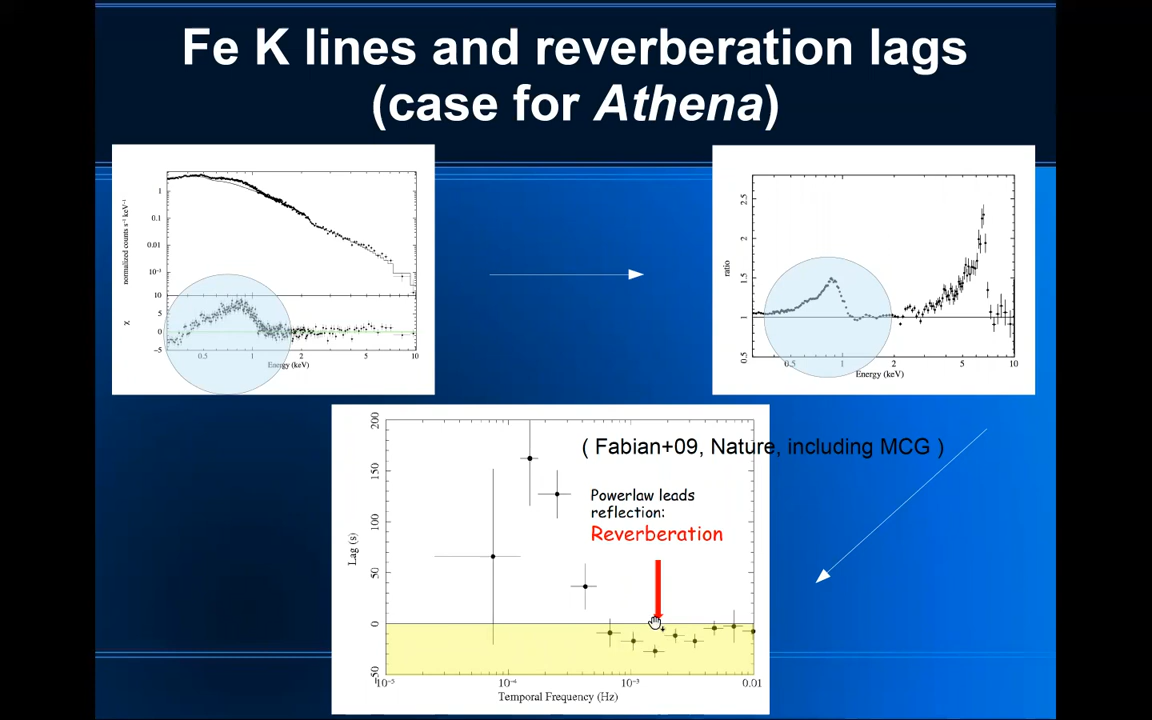 Fe K lines and reverberation lags
(case for Athena)
normalized counts s⁻¹ keV⁻¹
1
0.1
0.01
10⁻³
10
χ
5
0
−5
0.5
1
2
5
10
Energy (keV)
ratio
2.5
2
1.5
1
0.5
0.5
1
2
5
10
Energy (keV)
( Fabian+09, Nature, including MCG )
Powerlaw leads
reflection:
Reverberation
Lag (s)
200
150
100
50
0
50
10⁻⁵
10⁻⁴
10⁻³
0.01
Temporal Frequency (Hz)